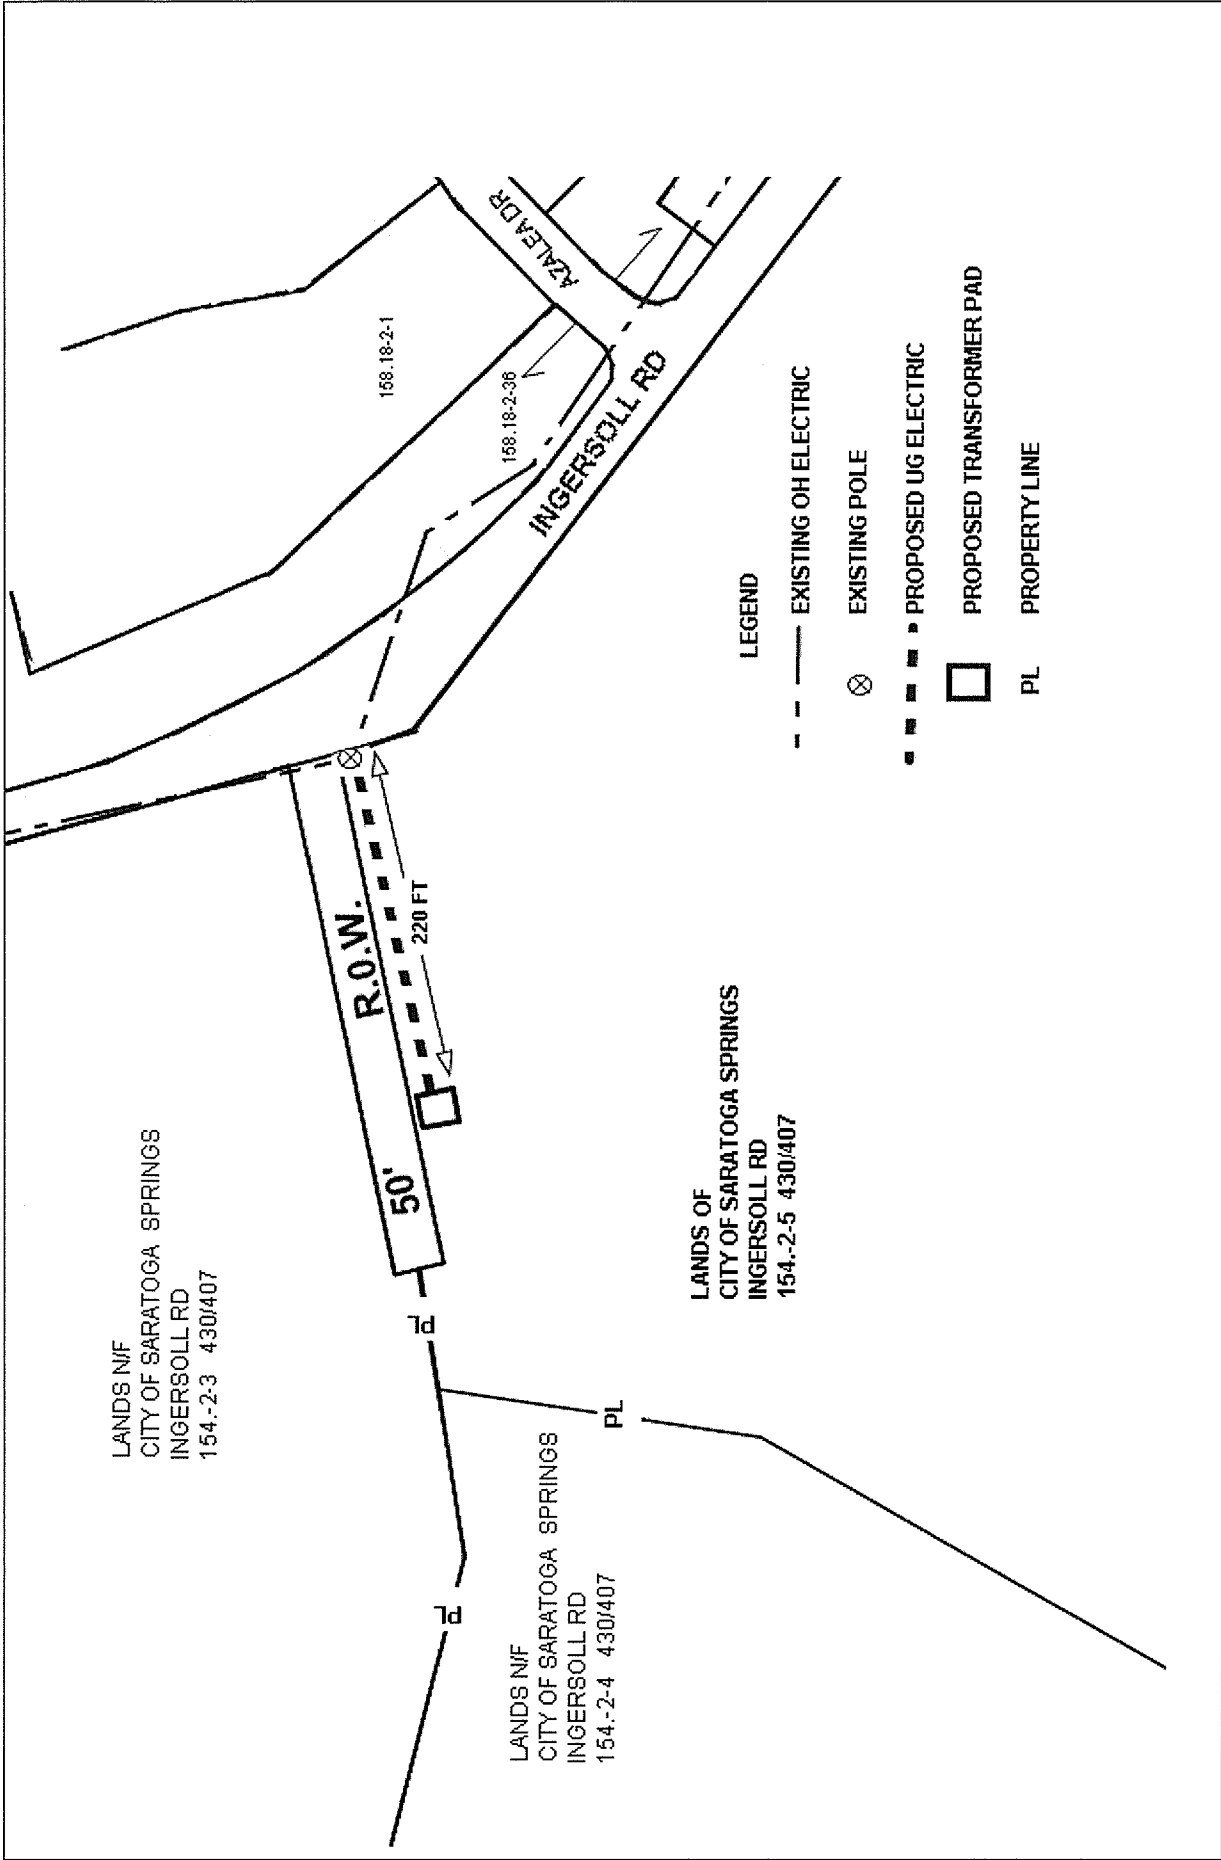 LANDS N/F
CITY OF SARATOGA SPRINGS
INGERSOLL RD
154.-2-3 430/407
LANDS N/F
CITY OF SARATOGA SPRINGS
INGERSOLL RD
154.-2-4 430/407
PL
PL
PL
50'
R.O.W.
220 FT
LANDS OF
CITY OF SARATOGA SPRINGS
INGERSOLL RD
154.-2-5 430/407
158.18-2-1
158.18-2-36
AZALEA DR
INGERSOLL RD
LEGEND
EXISTING OH ELECTRIC
EXISTING POLE
PROPOSED UG ELECTRIC
PROPOSED TRANSFORMER PAD
PL PROPERTY LINE